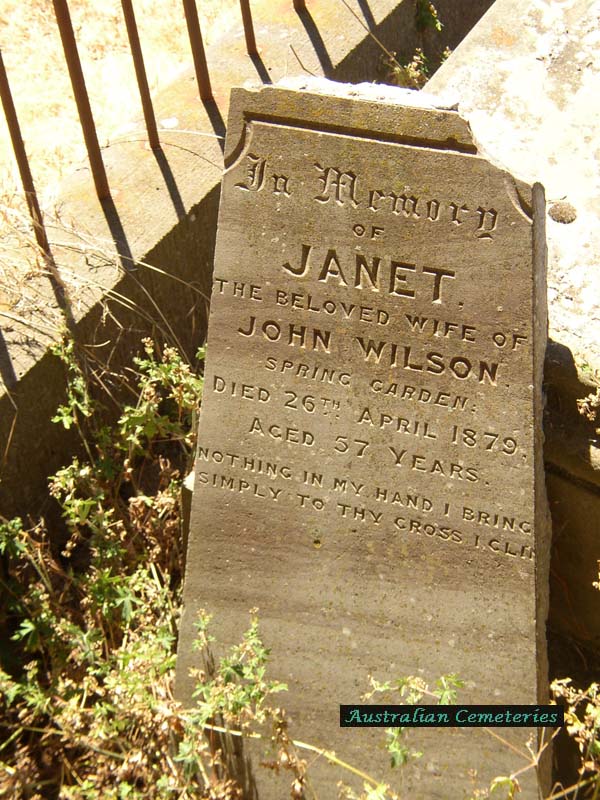 In Memory
OF
JANET.
THE BELOVED WIFE OF
JOHN WILSON.
SPRING GARDEN:
DIED 26TH APRIL 1879,
AGED 57 YEARS.
NOTHING IN MY HAND I BRING
SIMPLY TO THY CROSS I CLIN
Australian Cemeteries